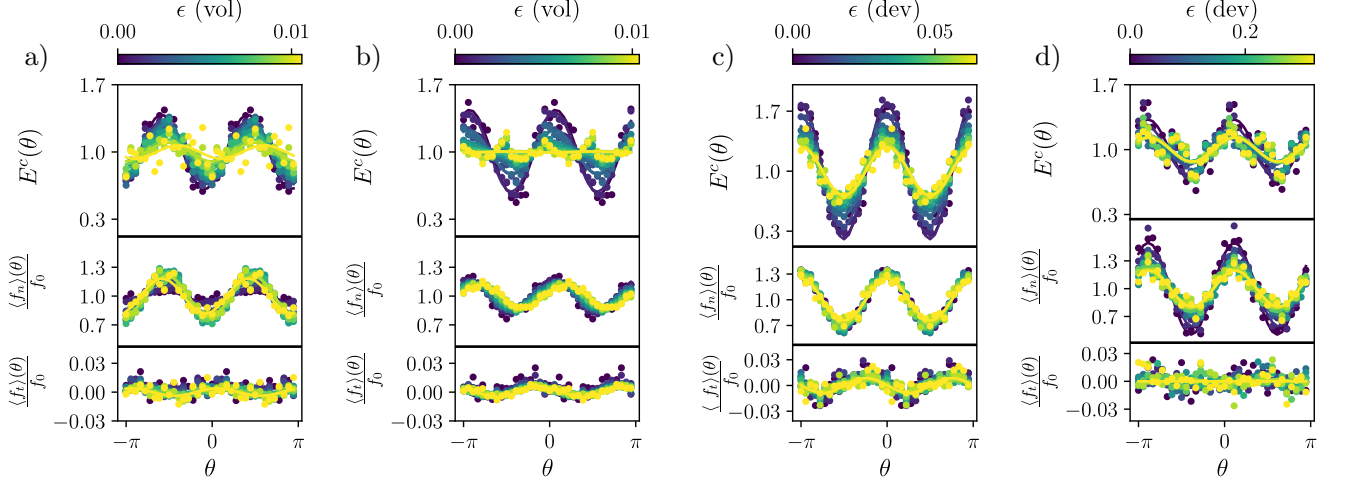 a)
ϵ (vol)
0.00 0.01
E^c(θ)
1.7
1.0
0.3
⟨f_n⟩(θ)
f_0
1.3
1.0
0.7
⟨f_t⟩(θ)
f_0
0.03
0.00
−0.03
−π 0 π
θ
b)
ϵ (vol)
0.00 0.01
E^c(θ)
1.7
1.0
0.3
⟨f_n⟩(θ)
f_0
1.3
1.0
0.7
⟨f_t⟩(θ)
f_0
0.03
0.00
−0.03
−π 0 π
θ
c)
ϵ (dev)
0.00 0.05
E^c(θ)
1.7
1.0
0.3
⟨f_n⟩(θ)
f_0
1.3
1.0
0.7
⟨f_t⟩(θ)
f_0
0.03
0.00
−0.03
−π 0 π
θ
d)
ϵ (dev)
0.0 0.2
E^c(θ)
1.7
1.0
0.3
⟨f_n⟩(θ)
f_0
1.6
1.3
1.0
0.7
⟨f_t⟩(θ)
f_0
0.03
0.00
−0.03
−π 0 π
θ